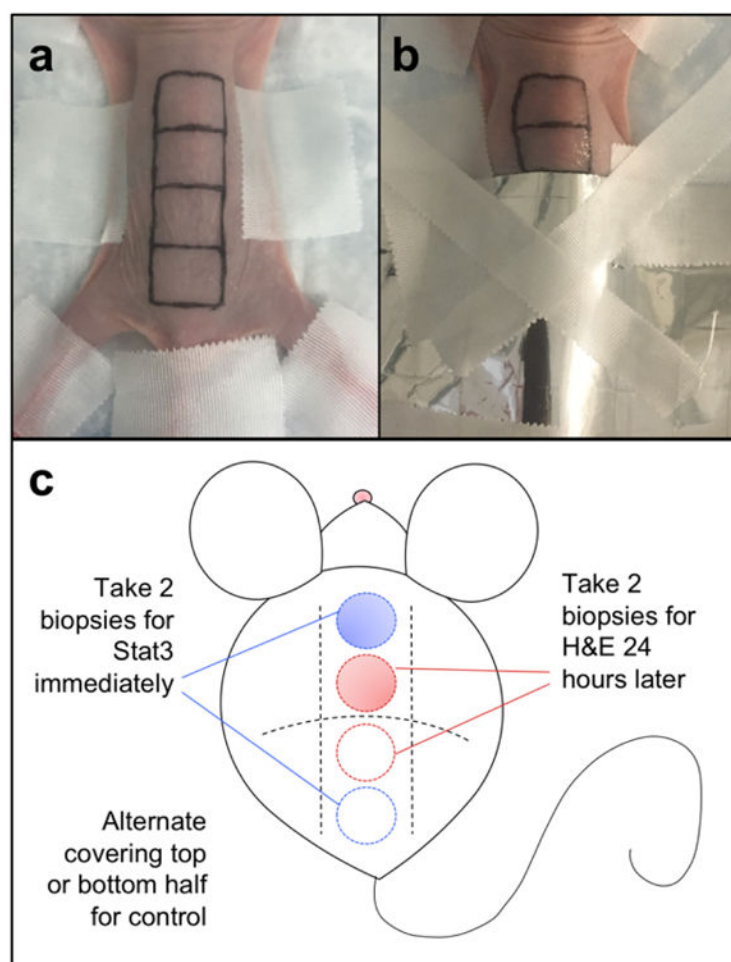 a
b
c
Take 2
biopsies for
Stat3
immediately
Take 2
biopsies for
H&E 24
hours later
Alternate
covering top
or bottom half
for control